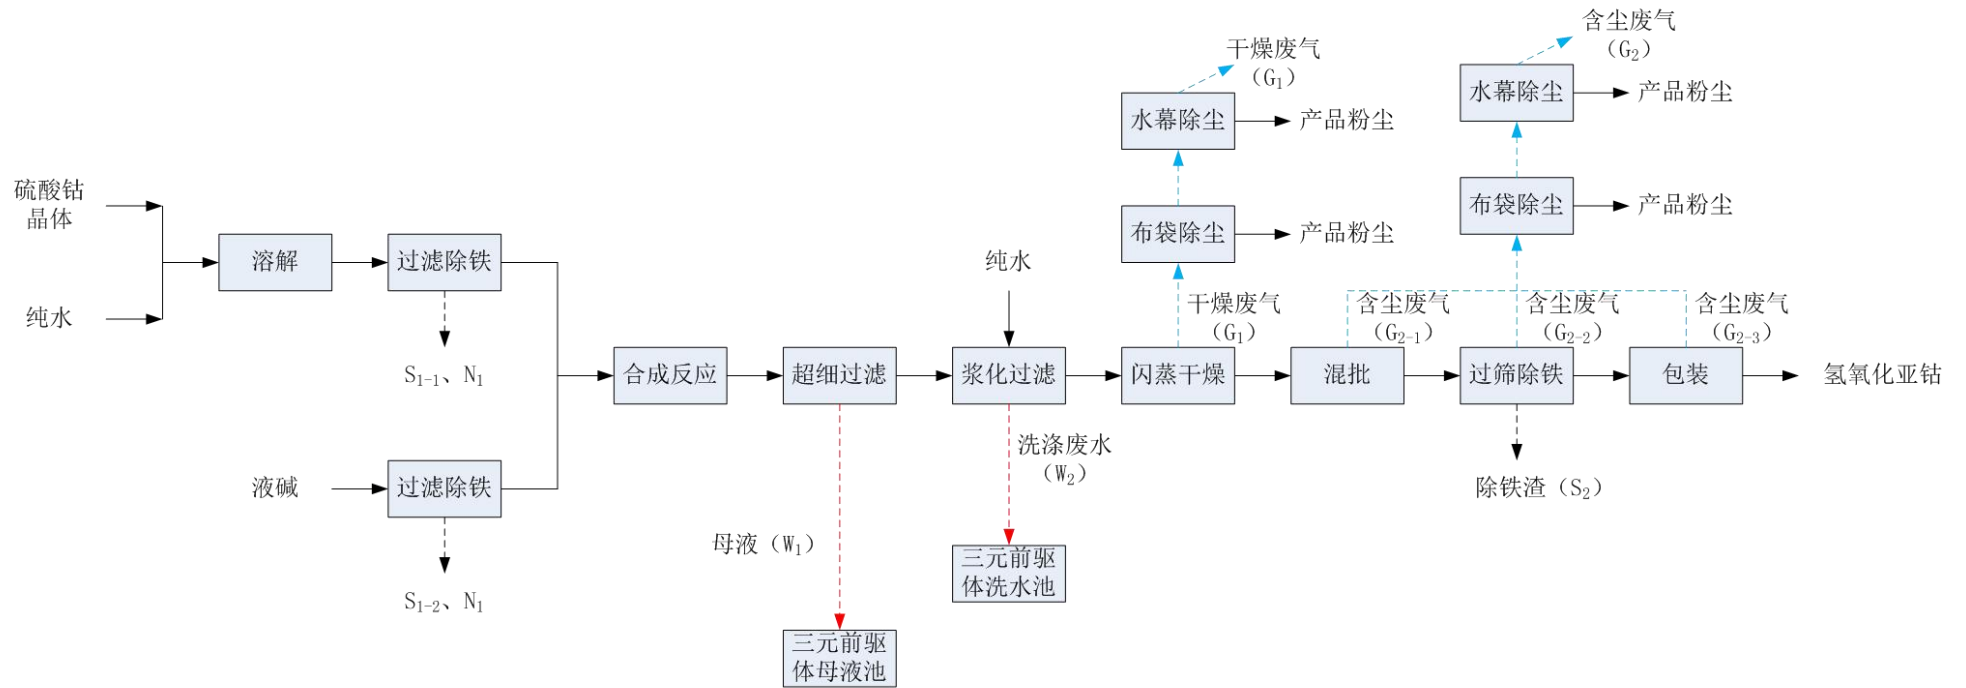 含尘废气
(G2)
干燥废气
(G1)
水幕除尘
产品粉尘
水幕除尘
产品粉尘
硫酸钴
晶体
布袋除尘
产品粉尘
布袋除尘
产品粉尘
溶解
过滤除铁
纯水
纯水
干燥废气
(G1)
含尘废气
(G2-1)
含尘废气
(G2-2)
含尘废气
(G2-3)
S1-1、N1
合成反应
超细过滤
浆化过滤
闪蒸干燥
混批
过筛除铁
包装
氢氧化亚钴
液碱
过滤除铁
洗涤废水
(W2)
除铁渣(S2)
母液(W1)
三元前驱
体洗水池
S1-2、N1
三元前驱
体母液池